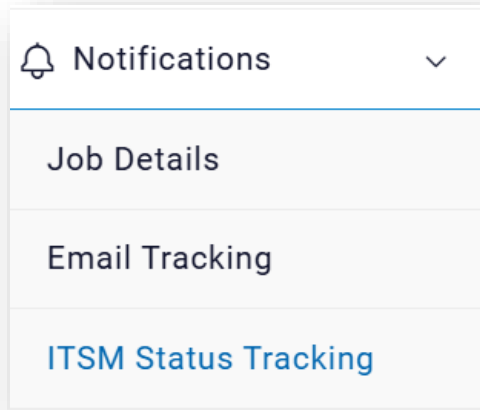 Notifications
Job Details
Email Tracking
ITSM Status Tracking